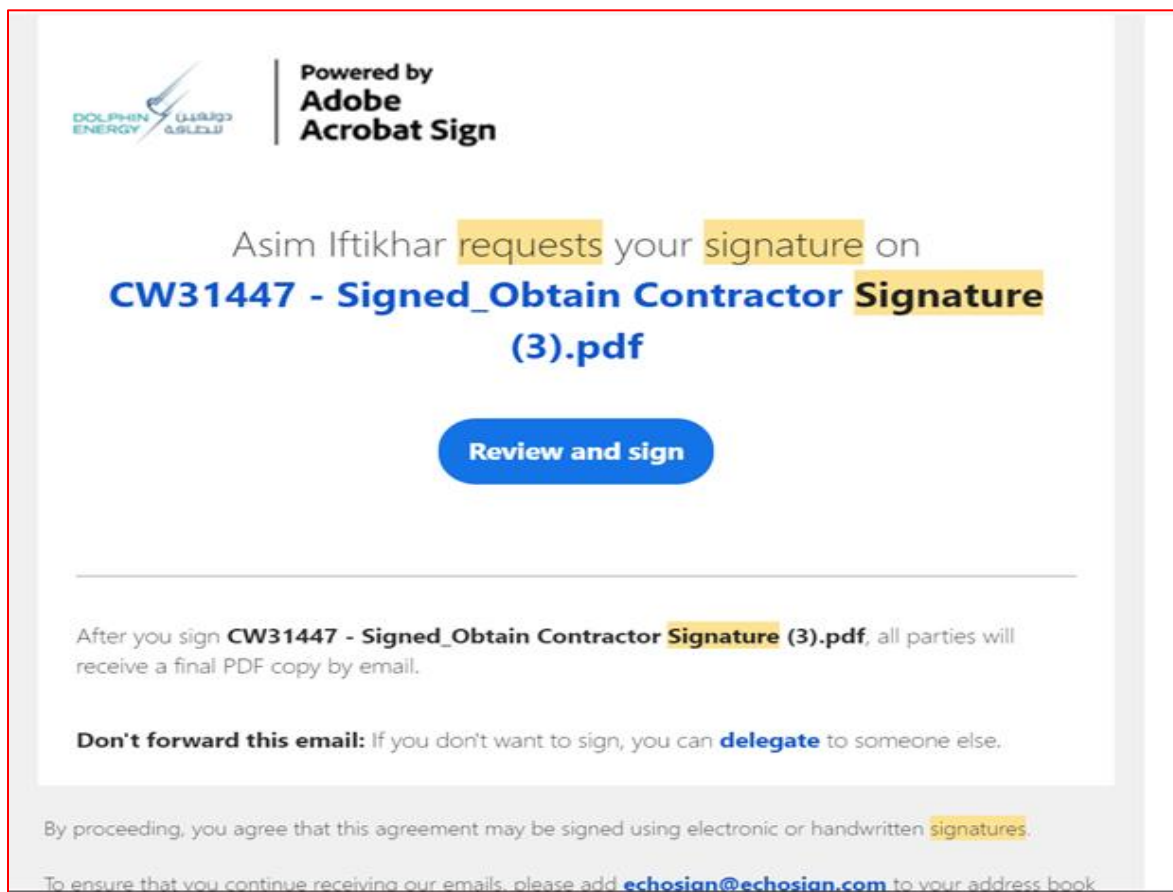 DOLPHIN دولفين
ENERGY للطاقة
Powered by
Adobe
Acrobat Sign
Asim Iftikhar requests your signature on
CW31447 - Signed_Obtain Contractor Signature
(3).pdf
Review and sign
After you sign CW31447 - Signed_Obtain Contractor Signature (3).pdf, all parties will
receive a final PDF copy by email.
Don't forward this email: If you don't want to sign, you can delegate to someone else.
By proceeding, you agree that this agreement may be signed using electronic or handwritten signatures.
To ensure that you continue receiving our emails, please add echosign@echosign.com to your address book